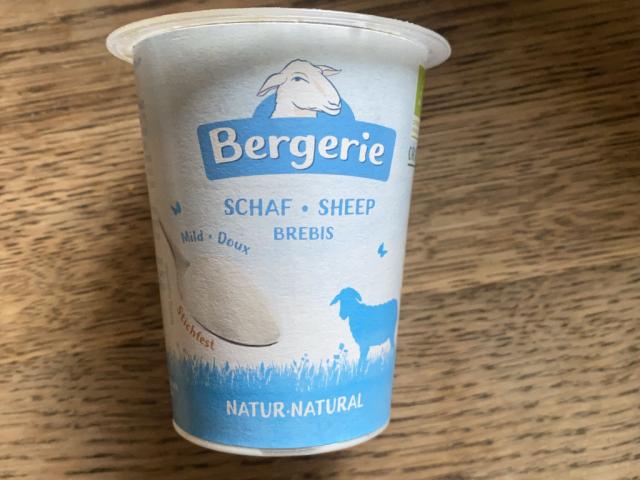 Bergerie
SCHAF • SHEEP
BREBIS
Mild • Doux
Stichfest
NATUR·NATURAL